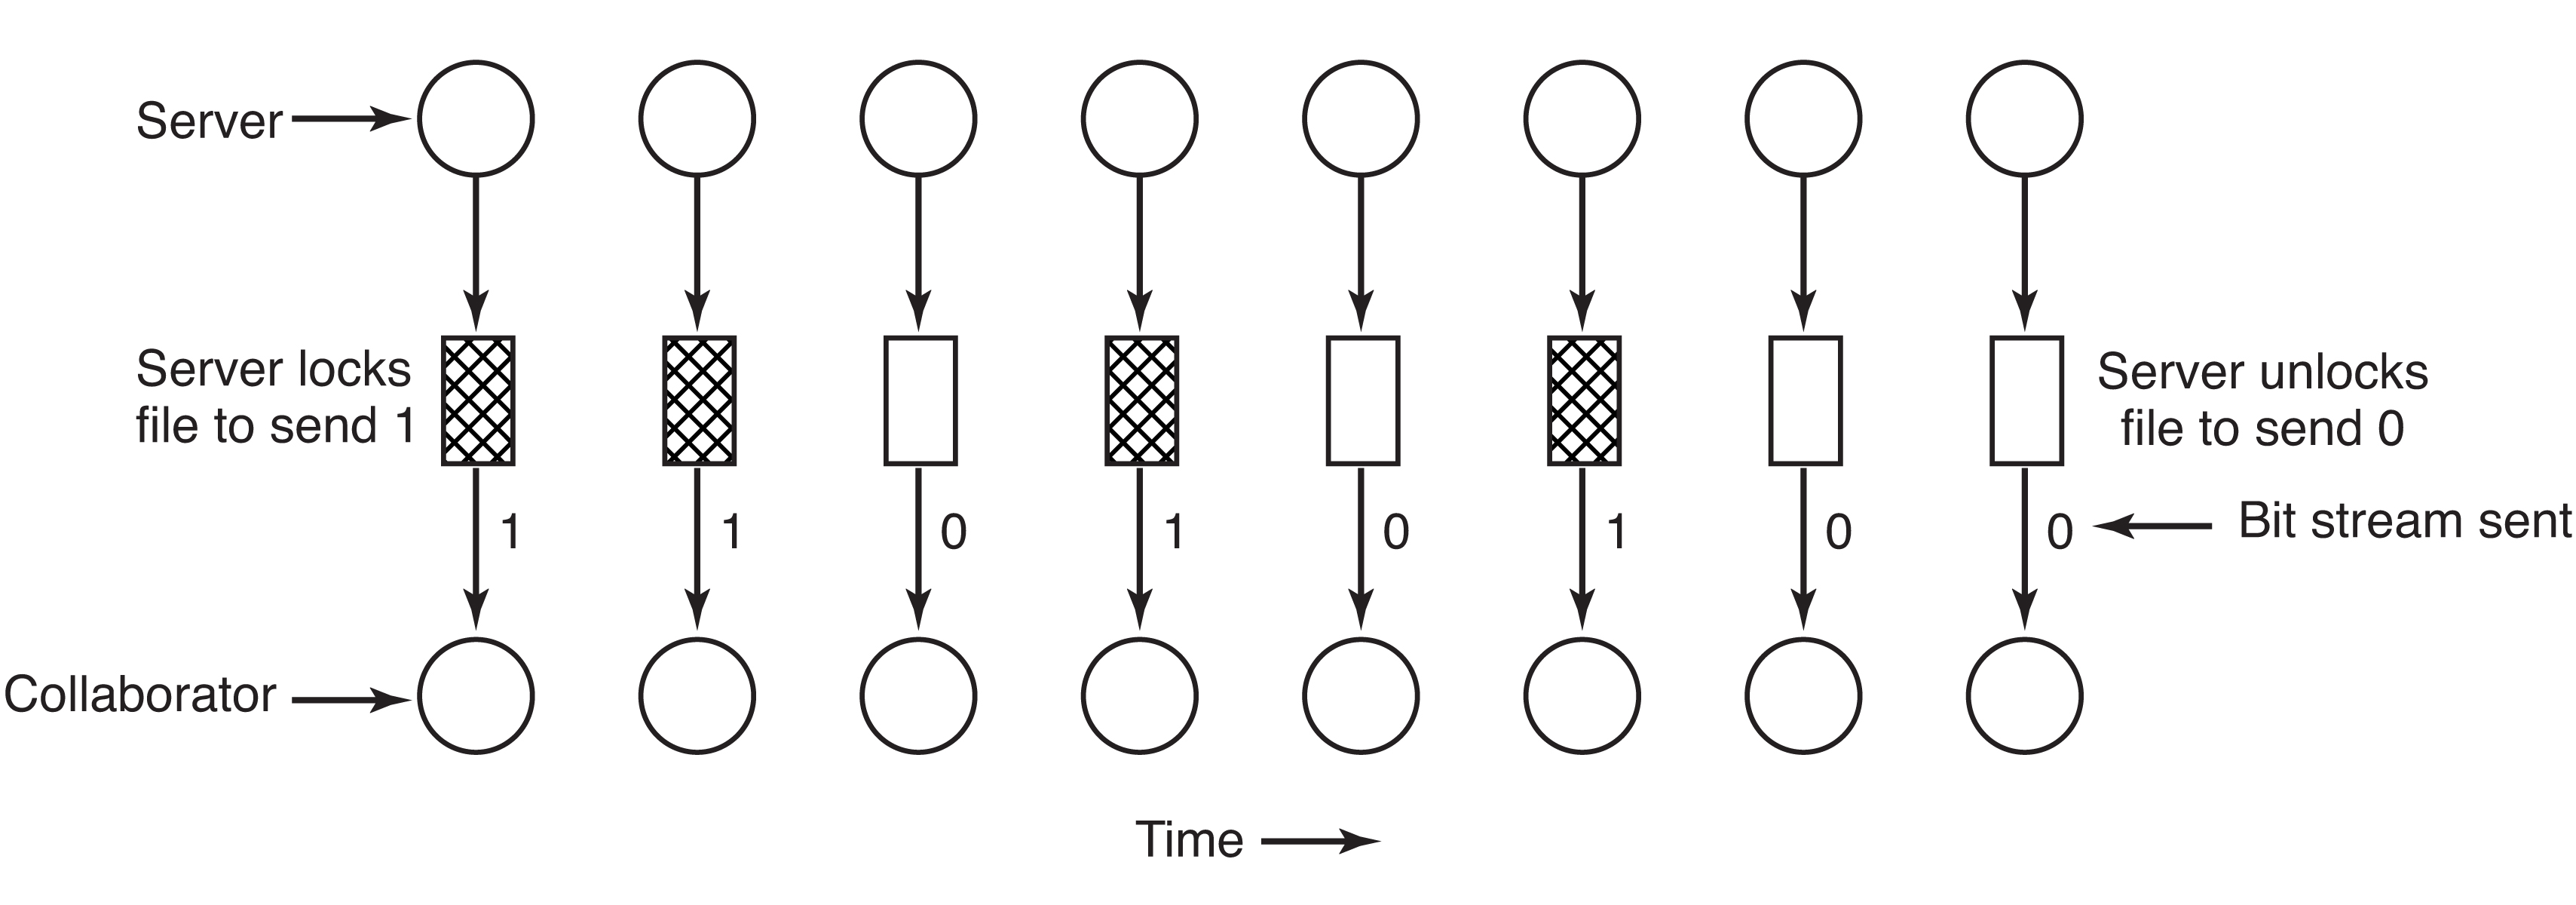 Server
Server locks
file to send 1
Server unlocks
file to send 0
1 1 0 1 0 1 0 0
Bit stream sent
Collaborator
Time